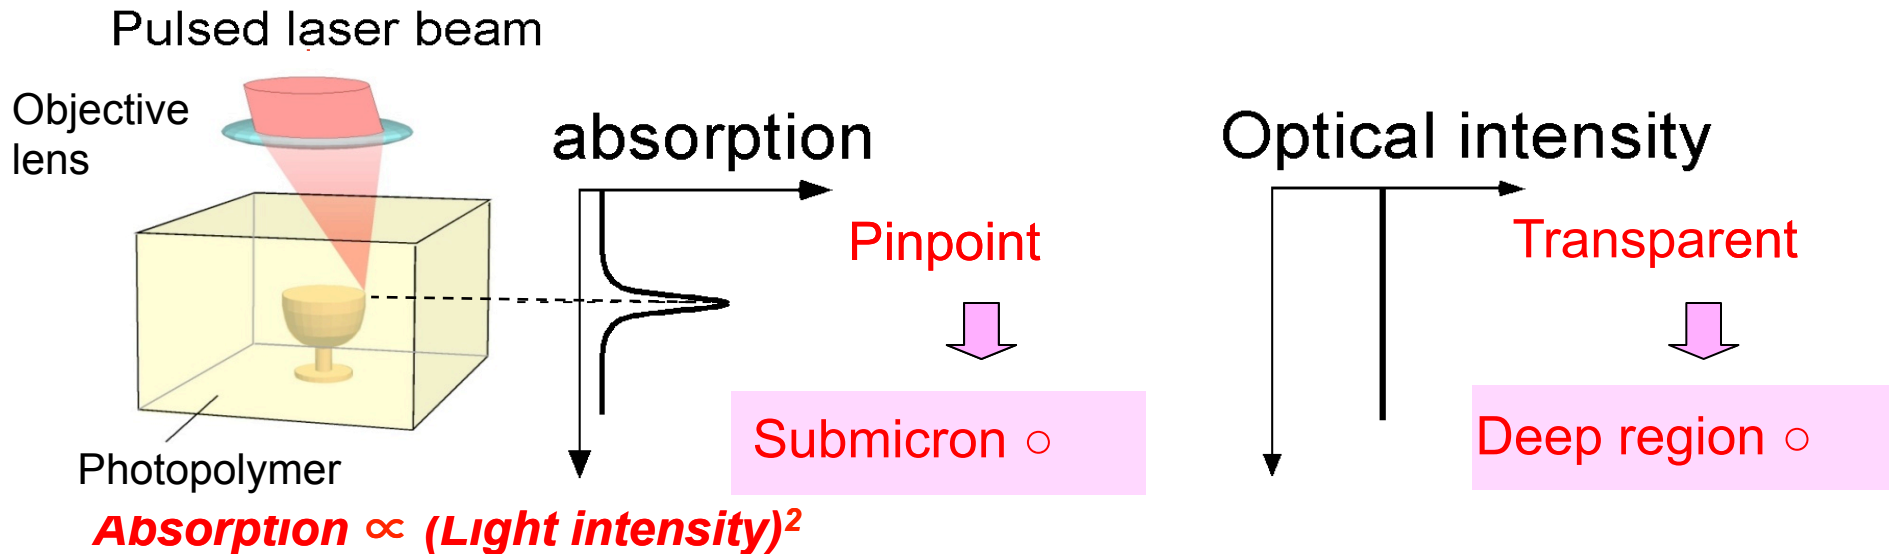 Pulsed laser beam
Objective
lens
absorption
Optical intensity
Pinpoint
Transparent
Submicron ○
Deep region ○
Photopolymer
Absorption ∝ (Light intensity)²